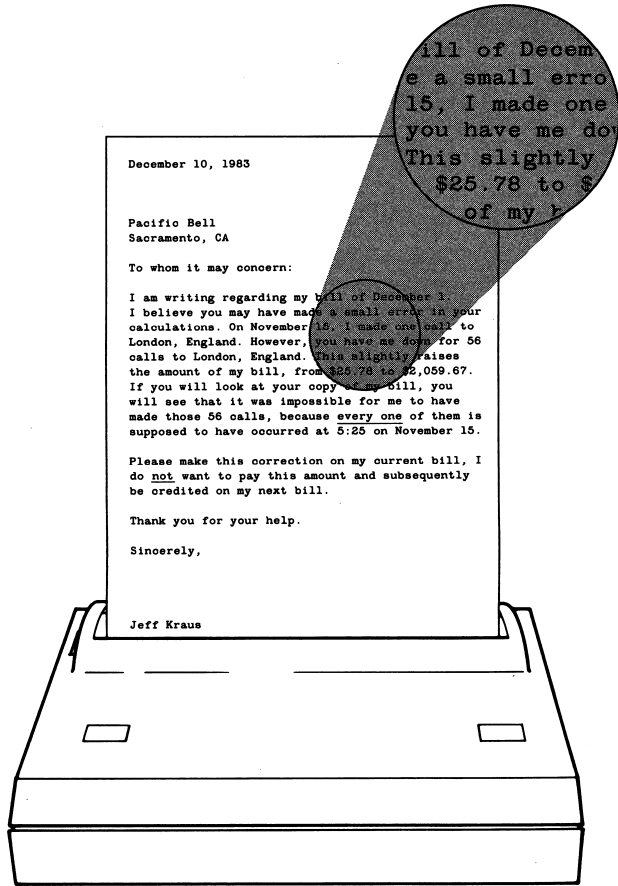 ill of Decem
e a small erro
15, I made one
you have me dow
This slightly
$25.78 to $
of my b
December 10, 1983
Pacific Bell
Sacramento, CA
To whom it may concern:
I am writing regarding my bill of December 1.
I believe you may have made a small error in your
calculations. On November 15, I made one call to
London, England. However, you have me down for 56
calls to London, England. This slightly raises
the amount of my bill, from $25.78 to $2,059.67.
If you will look at your copy of my bill, you
will see that it was impossible for me to have
made those 56 calls, because every one of them is
supposed to have occurred at 5:25 on November 15.
Please make this correction on my current bill, I
do not want to pay this amount and subsequently
be credited on my next bill.
Thank you for your help.
Sincerely,
Jeff Kraus